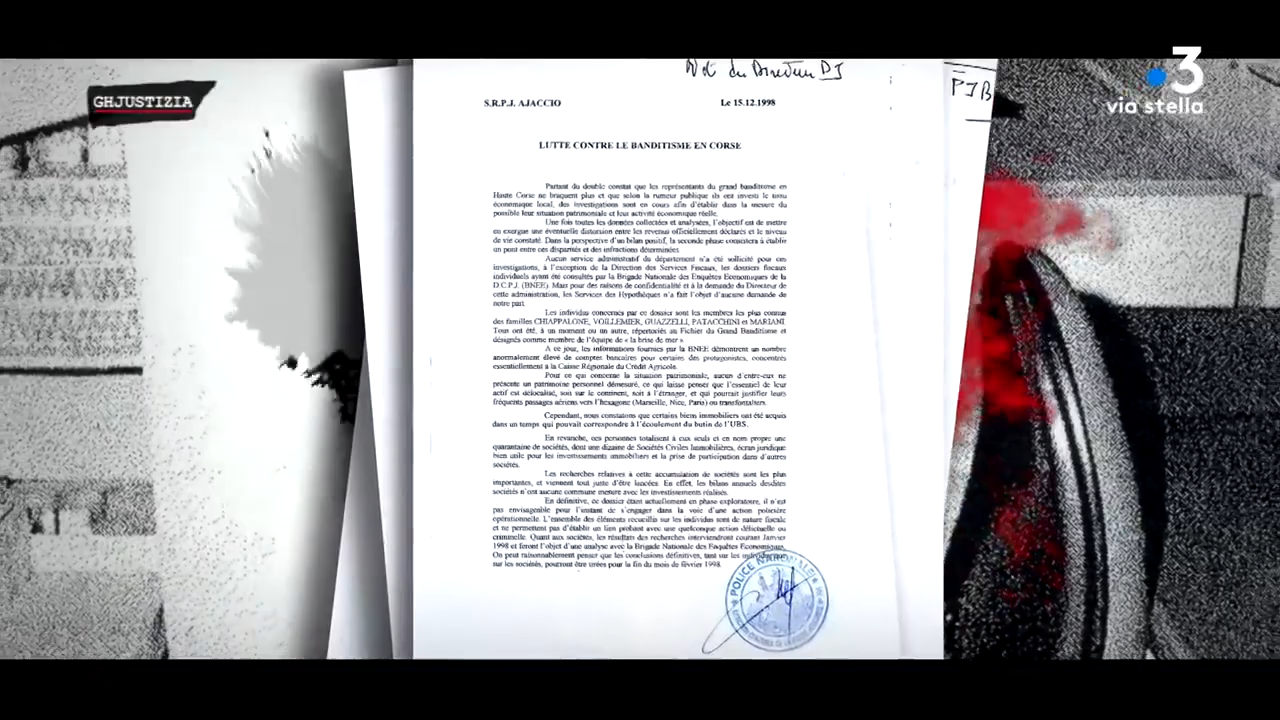 GHJUSTIZIA
3
via stella
PJB
Not du Directeur PJ
S.R.P.J. AJACCIO
Le 15.12.1998
LUTTE CONTRE LE BANDITISME EN CORSE
Partant du double constat que les représentants du grand banditisme en
Haute Corse ne braquent plus et que selon la rumeur publique ils ont investi le tissu
économique local, des investigations sont en cours afin d'établir dans la mesure du
possible leur situation patrimoniale et leur activité économique réelle.
Une fois toutes les données collectées et analysées, l'objectif est de mettre
en exergue une éventuelle distorsion entre les revenus officiellement déclarés et le niveau
de vie constaté. Dans la perspective d'un bilan positif, la seconde phase consistera à établir
un pont entre ces disparités et des infractions déterminées.
Aucun service administratif du département n'a été sollicité pour ces
investigations, à l'exception de la Direction des Services Fiscaux, les dossiers fiscaux
individuels ayant été consultés par la Brigade Nationale des Enquêtes Economiques de la
D.C.P.J. (BNEE). Mais pour des raisons de confidentialité et à la demande du Directeur de
cette administration, les Services des Hypothèques n'a fait l'objet d'aucune demande de
notre part.
Les individus concernés par ce dossier sont les membres les plus connus
des familles CHIAPPALONE, VOILLEMIER, GUAZZELLI, PATACCHINI et MARIANI.
Tous ont été, à un moment ou un autre, répertoriés au Fichier du Grand Banditisme et
désignés comme membre de l'équipe de « la brise de mer »
A ce jour, les informations fournies par la BNEE démontrent un nombre
anormalement élevé de comptes bancaires pour certains des protagonistes, concentrés
essentiellement à la Caisse Régionale du Crédit Agricole.
Pour ce qui concerne la situation patrimoniale, aucun d'entre-eux ne
présente un patrimoine personnel démesuré, ce qui laisse penser que l'essentiel de leur
actif est délocalisé, soit sur le continent, soit à l'étranger, et qui pourrait justifier leurs
fréquents passages aériens vers l'hexagone (Marseille, Nice, Paris) ou transfontaliers.
Cependant, nous constatons que certains biens immobiliers ont été acquis
dans un temps qui pouvait correspondre à l'écoulement du butin de l'UBS.
En revanche, ces personnes totalisent à eux seuls et en nom propre une
quarantaine de sociétés, dont une dizaine de Sociétés Civiles Immobilières, écran juridique
bien utile pour les investissements immobiliers et la prise de participation dans d'autres
sociétés.
Les recherches relatives à cette accumulation de sociétés sont les plus
importantes, et viennent tout juste d'être lancées. En effet, les bilans annuels desdites
sociétés n'ont aucune commune mesure avec les investissements réalisés.
En définitive, ce dossier étant actuellement en phase exploratoire, il n'est
pas envisageable pour l'instant de s'engager dans la voie d'une action policière
opérationnelle. L'ensemble des éléments recueillis sur les individus sont de nature fiscale
et ne permettent pas d'établir un lien probant avec une quelconque action délictuelle ou
criminelle. Quant aux sociétés, les résultats des recherches interviendront courant Janvier
1998 et feront l'objet d'une analyse avec la Brigade Nationale des Enquêtes Economiques.
On peut raisonnablement penser que les conclusions définitives, tant sur les individus que
sur les sociétés, pourront être tirées pour la fin du mois de février 1998.
POLICE NATIONALE